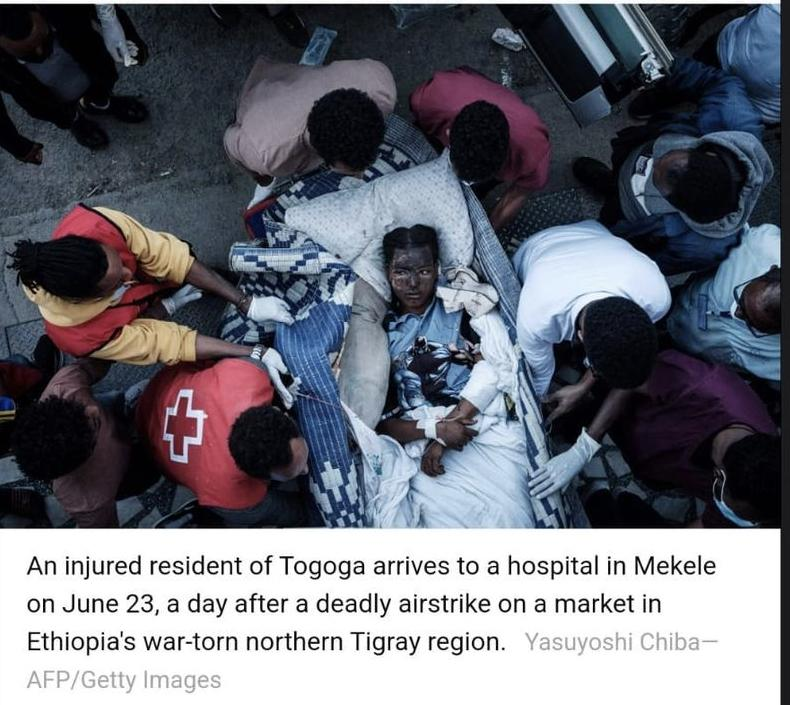 An injured resident of Togoga arrives to a hospital in Mekele
on June 23, a day after a deadly airstrike on a market in
Ethiopia's war-torn northern Tigray region. Yasuyoshi Chiba—
AFP/Getty Images